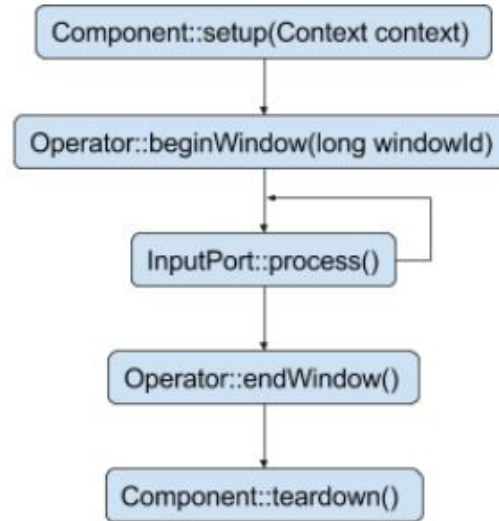 Component::setup(Context context)
Operator::beginWindow(long windowId)
InputPort::process()
Operator::endWindow()
Component::teardown()